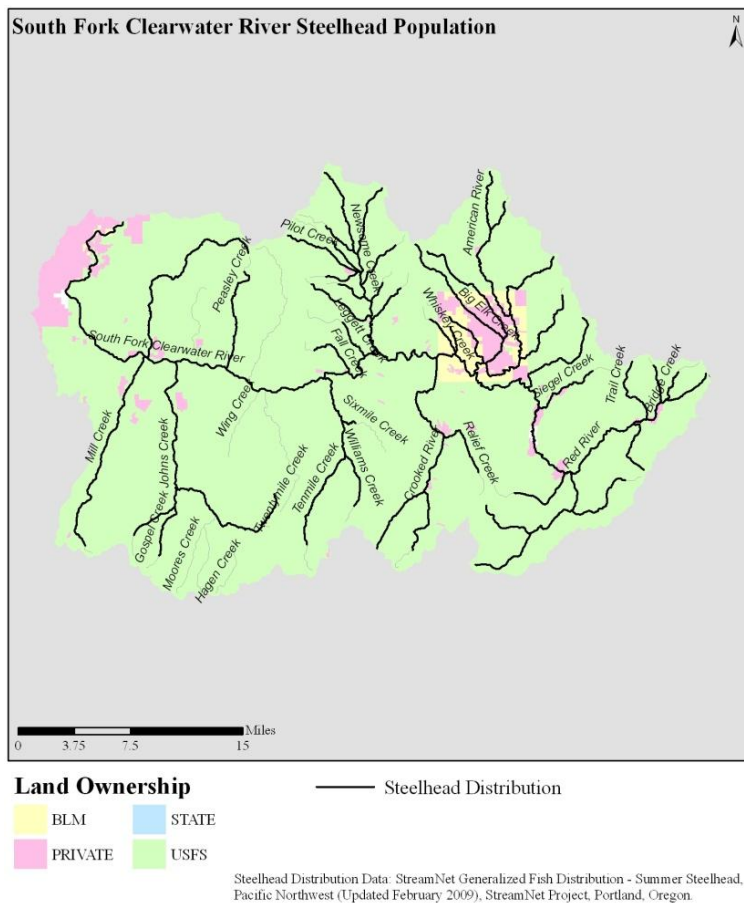 South Fork Clearwater River Steelhead Population
N
American River
Newsome Creek
Pilot Creek
Peasley Creek
Big Elk Creek
Whiskey Creek
Leggett Creek
South Fork Clearwater River
Fall Creek
Siegel Creek
Trail Creek
Bridge Creek
Wing Creek
Sixmile Creek
Mill Creek
Johns Creek
Williams Creek
Crooked River
Relief Creek
Red River
Twentymile Creek
Tenmile Creek
Gospel Creek
Moores Creek
Hagen Creek
Miles
0 3.75 7.5 15
Land Ownership
Steelhead Distribution
BLM STATE
PRIVATE USFS
Steelhead Distribution Data: StreamNet Generalized Fish Distribution - Summer Steelhead,
Pacific Northwest (Updated February 2009), StreamNet Project, Portland, Oregon.